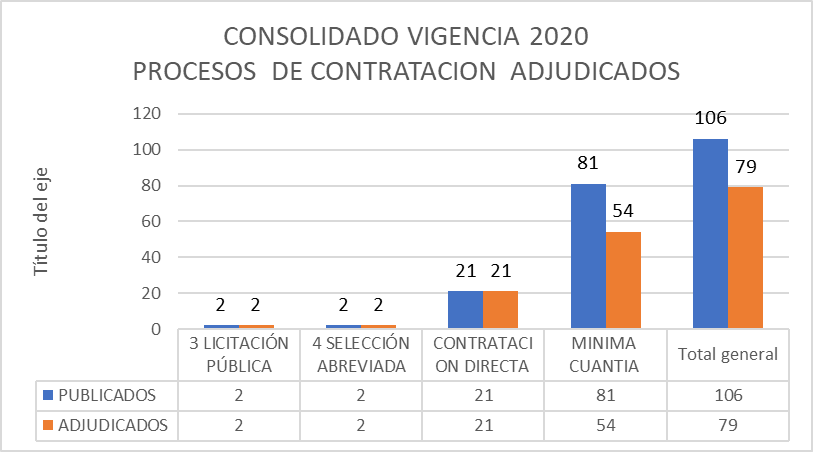 CONSOLIDADO VIGENCIA 2020
PROCESOS DE CONTRATACION ADJUDICADOS
Título del eje
120
100
80
60
40
20
0
2 2 2 2 21 21 81 54 106 79
3 LICITACIÓN PÚBLICA
4 SELECCIÓN ABREVIADA
CONTRATACI
ON DIRECTA
MINIMA CUANTIA
Total general
PUBLICADOS 2 2 21 81 106
ADJUDICADOS 2 2 21 54 79